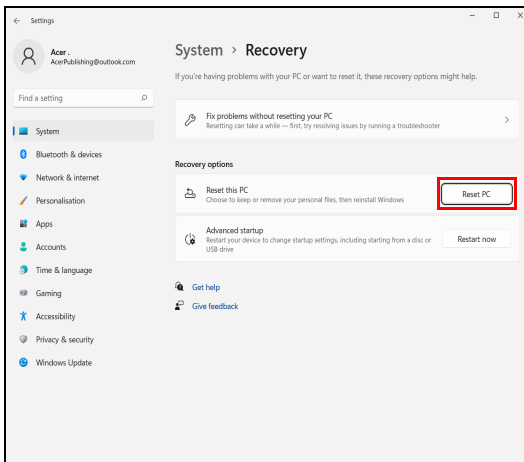 Settings
Acer .
AcerPublishing@outlook.com
Find a setting
System
Bluetooth & devices
Network & internet
Personalisation
Apps
Accounts
Time & language
Gaming
Accessibility
Privacy & security
Windows Update
System > Recovery
If you're having problems with your PC or want to reset it, these recovery options might help.
Fix problems without resetting your PC
Resetting can take a while — first, try resolving issues by running a troubleshooter
Recovery options
Reset this PC
Choose to keep or remove your personal files, then reinstall Windows
Reset PC
Advanced startup
Restart your device to change startup settings, including starting from a disc or
USB drive
Restart now
Get help
Give feedback